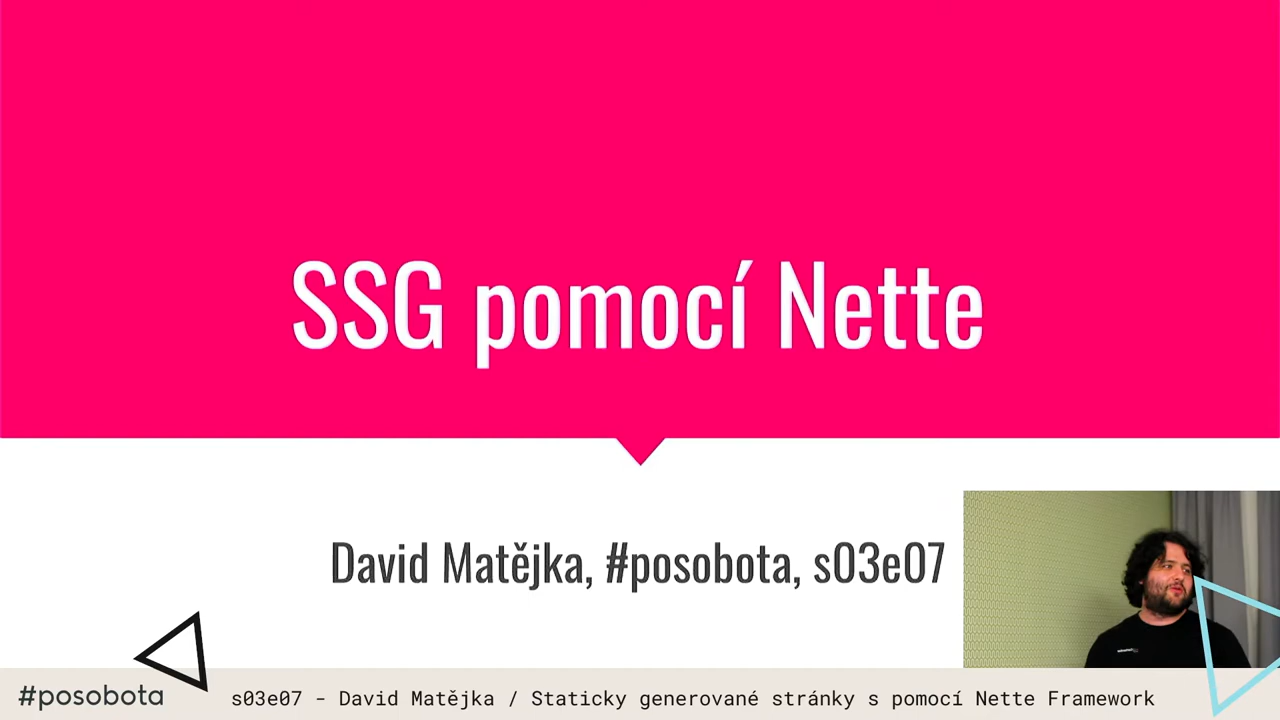 SSG pomocí Nette
David Matějka, #posobota, s03e07
#posobota
s03e07 - David Matějka / Staticky generované stránky s pomocí Nette Framework